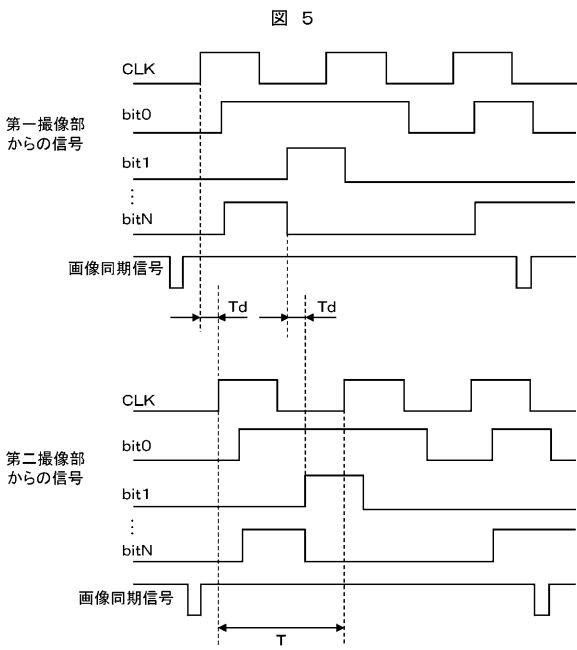 図 5
CLK
bit0
第一撮像部
からの信号
bit1
⋮
bitN
画像同期信号
Td
Td
CLK
bit0
第二撮像部
からの信号
bit1
⋮
bitN
画像同期信号
T